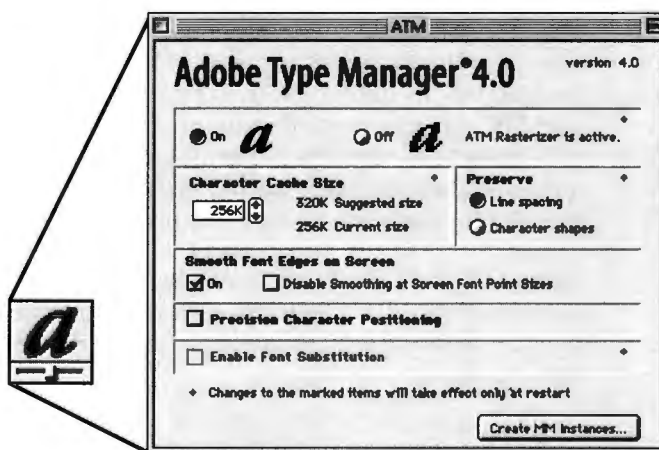 ATM
Adobe Type Manager®4.0
version 4.0
On a Off a ATM Rasterizer is active.
Character Cache Size
256K
320K Suggested size
256K Current size
Preserve
Line spacing
Character shapes
Smooth Font Edges on Screen
On Disable Smoothing at Screen Font Point Sizes
Precision Character Positioning
Enable Font Substitution
Changes to the marked items will take effect only at restart
Create MM Instances...
a